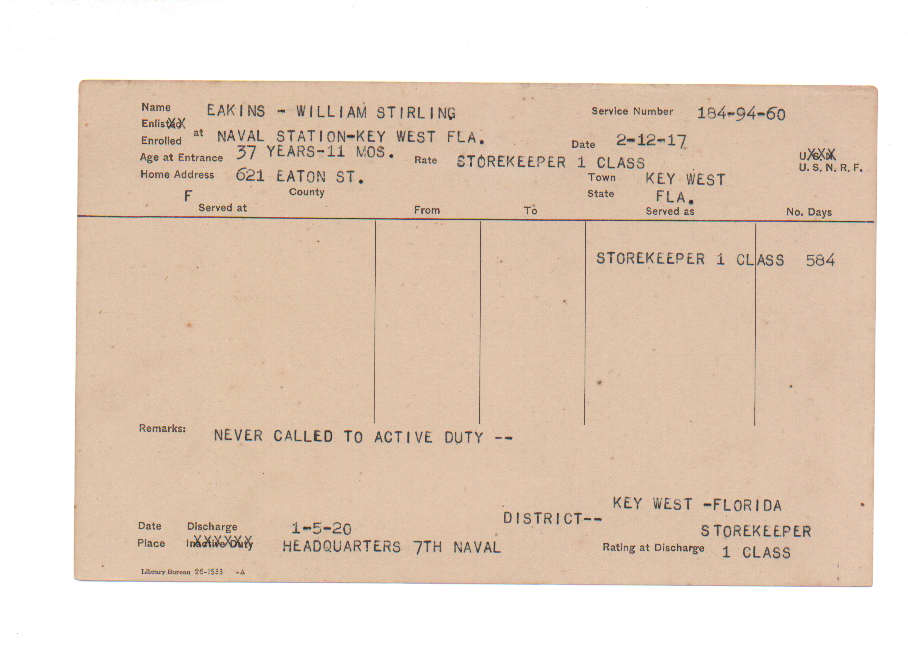 Name EAKINS - WILLIAM STIRLING Service Number 184-94-60
Enlisted
Enrolled at NAVAL STATION-KEY WEST FLA. Date 2-12-17
Age at Entrance 37 YEARS-11 MOS. Rate STOREKEEPER 1 CLASS U.S.N.
U. S. N. R. F.
Home Address 621 EATON ST. Town KEY WEST
F County State FLA.
Served at From To Served as No. Days
STOREKEEPER 1 CLASS 584
Remarks: NEVER CALLED TO ACTIVE DUTY --
KEY WEST -FLORIDA
DISTRICT--
Date Discharge 1-5-20 STOREKEEPER
Place Inactive Duty HEADQUARTERS 7TH NAVAL Rating at Discharge 1 CLASS
Library Bureau 26-1533 -A